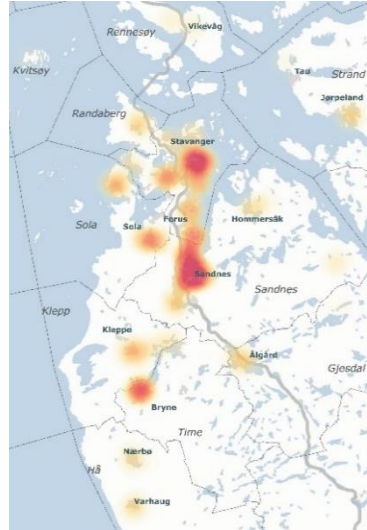 Vikevåg
Rennesøy
Kvitsøy
Tau
Strand
Jørpeland
Randaberg
Stavanger
Sola
Sola
Forus
Hommersåk
Sandnes
Sandnes
Klepp
Kleppe
Ålgård
Gjesdal
Bryne
Time
Nærbø
Hå
Varhaug